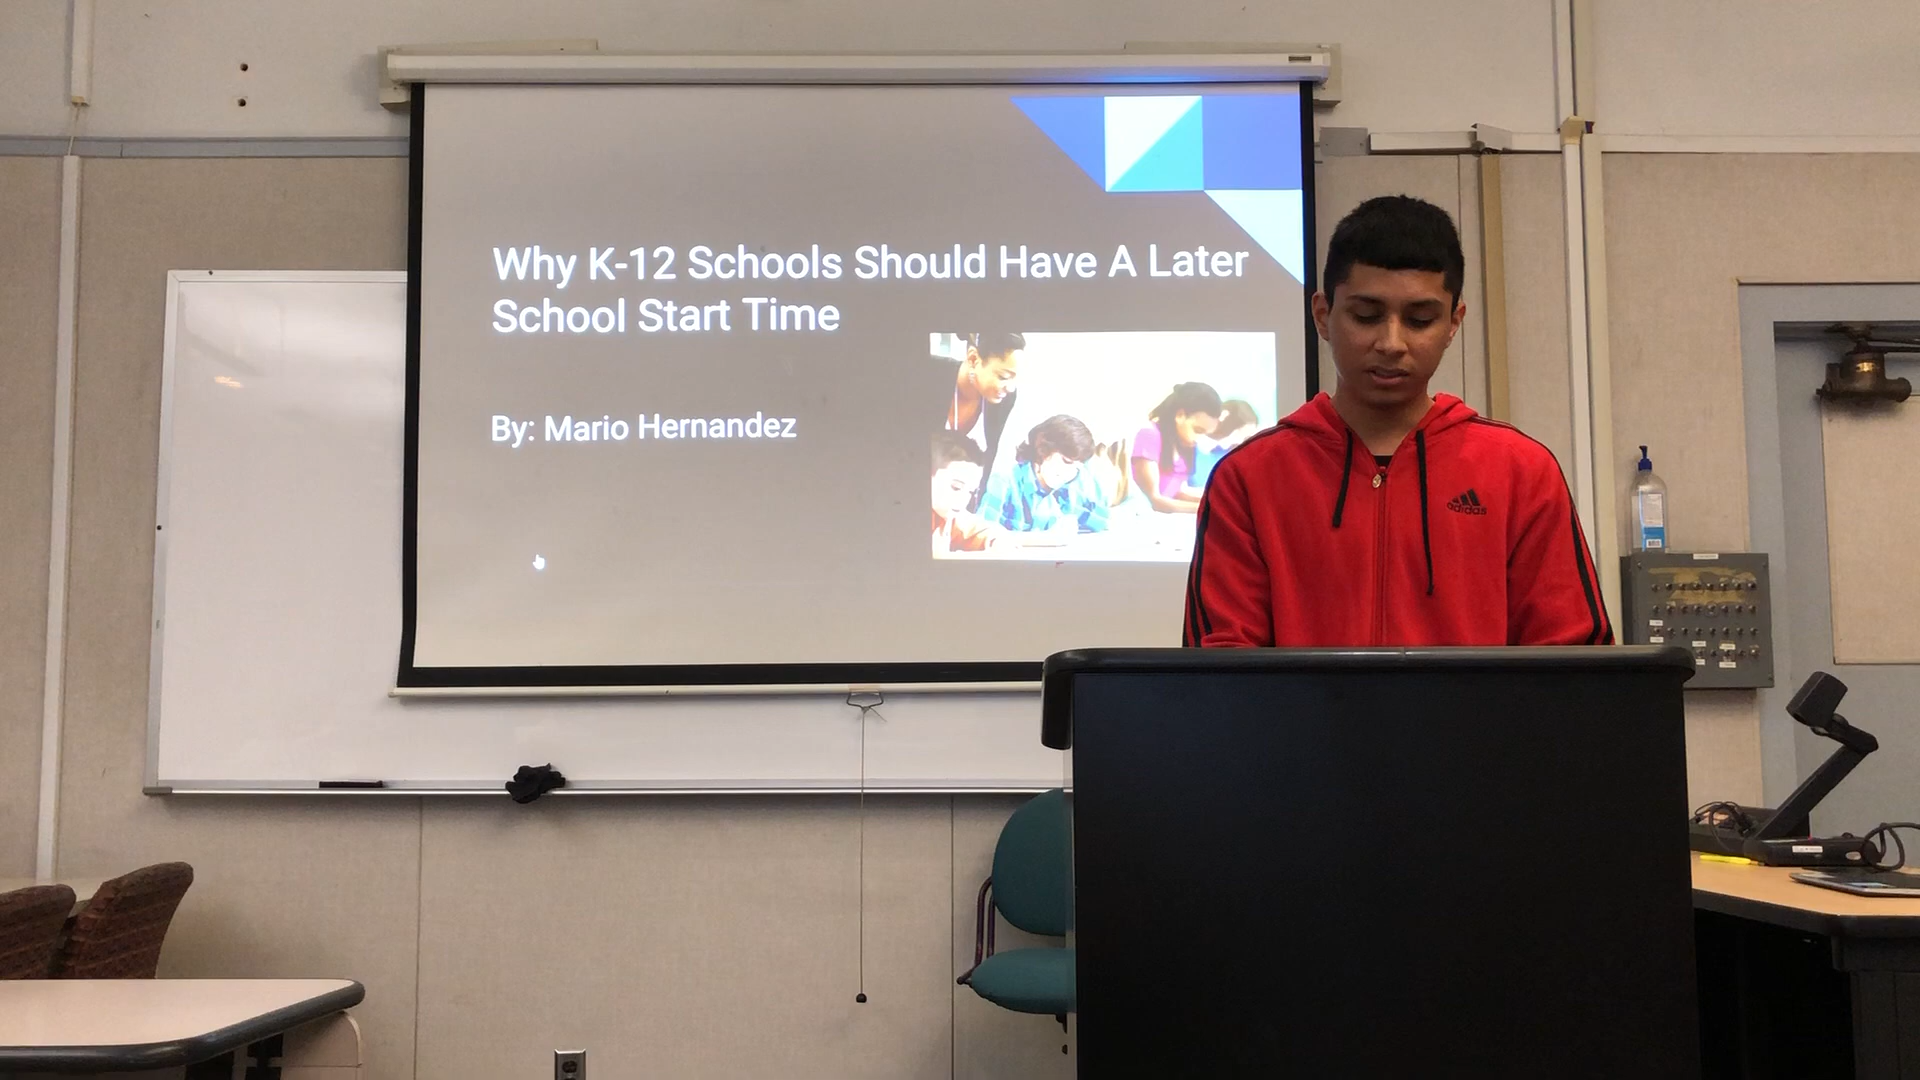 Why K-12 Schools Should Have A Later
School Start Time
By: Mario Hernandez
adidas